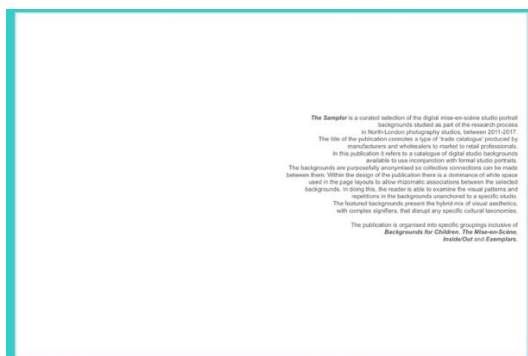 The Sampler is a curated selection of the digital mise-en-scène studio portrait
backgrounds studied as part of the research process
in North-London photography studios, between 2011-2017.
The title of the publication connotes a type of 'trade catalogue' produced by
manufacturers and wholesalers to market to retail professionals.
In this publication it refers to a catalogue of digital studio backgrounds
available to use inconjunction with formal studio portraits.
The backgrounds are purposefully anonymised so collective connections can be made
between them. Within the design of the publication there is a dominance of white space
used in the page layouts to allow rhizomatic associations between the selected
backgrounds. In doing this, the reader is able to examine the visual patterns and
repetitions in the backgrounds unanchored to a specific studio.
The featured backgrounds present the hybrid mix of visual aesthetics,
with complex signifiers, that disrupt any specific cultural taxonomies.
The publication is organised into specific groupings inclusive of
Backgrounds for Children, The Mise-en-Scène,
Inside/Out and Exemplars.